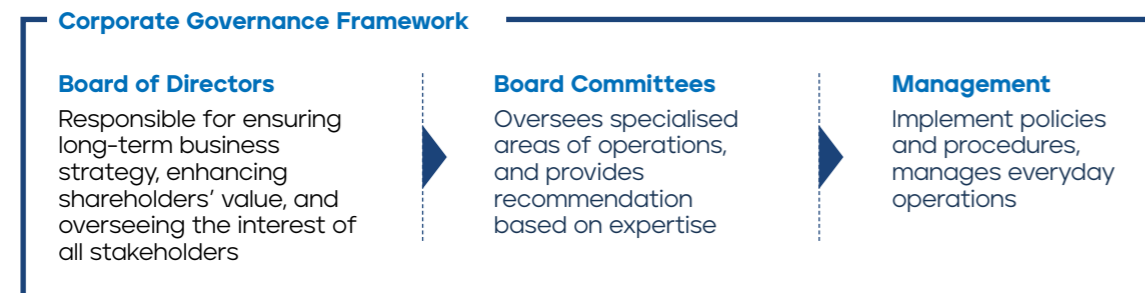 Corporate Governance Framework
Board of Directors
Responsible for ensuring
long-term business
strategy, enhancing
shareholders’ value, and
overseeing the interest of
all stakeholders
Board Committees
Oversees specialised
areas of operations,
and provides
recommendation
based on expertise
Management
Implement policies
and procedures,
manages everyday
operations